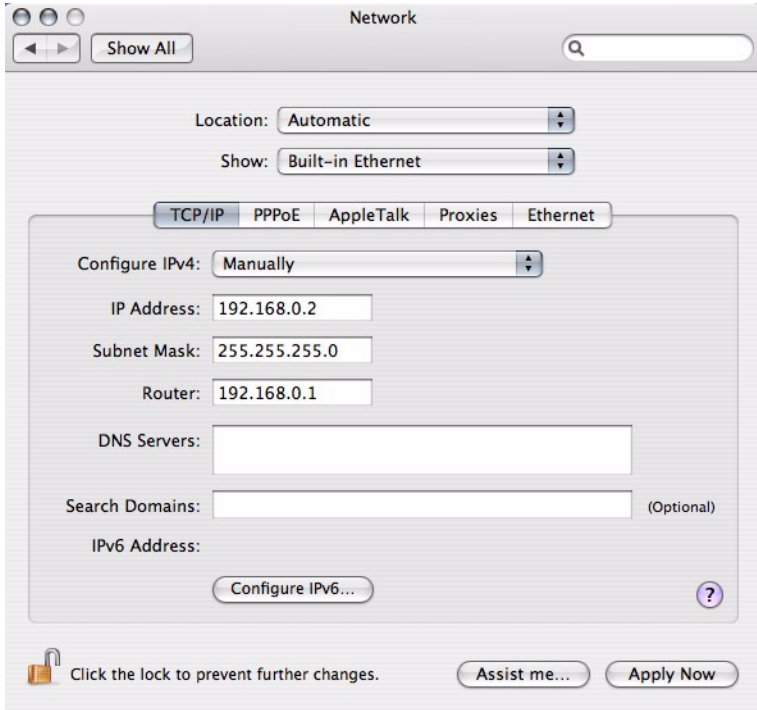 Network
Show All
Location: Automatic
Show: Built-in Ethernet
TCP/IP PPPoE AppleTalk Proxies Ethernet
Configure IPv4: Manually
IP Address: 192.168.0.2
Subnet Mask: 255.255.255.0
Router: 192.168.0.1
DNS Servers:
Search Domains: (Optional)
IPv6 Address:
Configure IPv6...
?
Click the lock to prevent further changes. Assist me... Apply Now